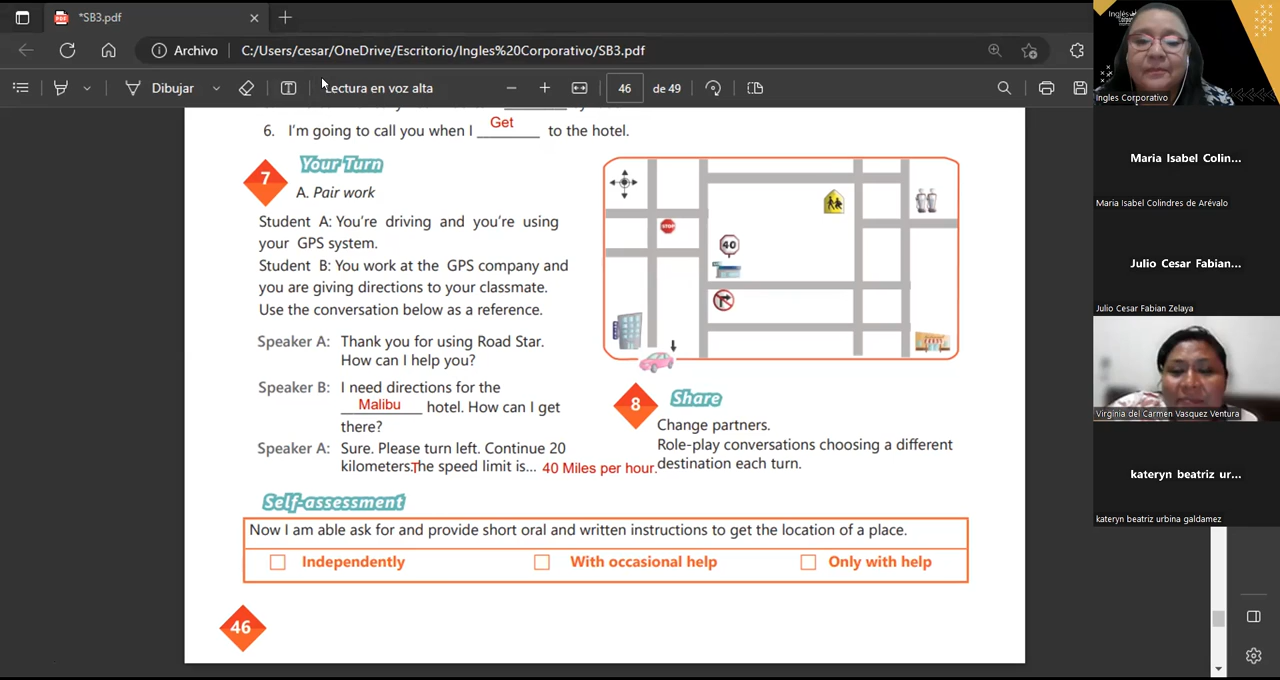 *SB3.pdf
Archivo
C:/Users/cesar/OneDrive/Escritorio/Ingles%20Corporativo/SB3.pdf
Dibujar
Lectura en voz alta
46
de 49
6. I'm going to call you when I Get to the hotel.
7
Your Turn
A. Pair work
Student A: You're driving and you're using
your GPS system.
Student B: You work at the GPS company and
you are giving directions to your classmate.
Use the conversation below as a reference.
Speaker A: Thank you for using Road Star.
How can I help you?
Speaker B: I need directions for the
Malibu hotel. How can I get
there?
Speaker A: Sure. Please turn left. Continue 20
kilometers.The speed limit is... 40 Miles per hour.
STOP
40
8
Share
Change partners.
Role-play conversations choosing a different
destination each turn.
Self-assessment
Now I am able ask for and provide short oral and written instructions to get the location of a place.
Independently
With occasional help
Only with help
46
Ingles Corporativo
Maria Isabel Colin...
Maria Isabel Colindres de Arévalo
Julio Cesar Fabian...
Julio Cesar Fabian Zelaya
Virginia del Carmen Vasquez Ventura
kateryn beatriz ur...
kateryn beatriz urbina galdamez